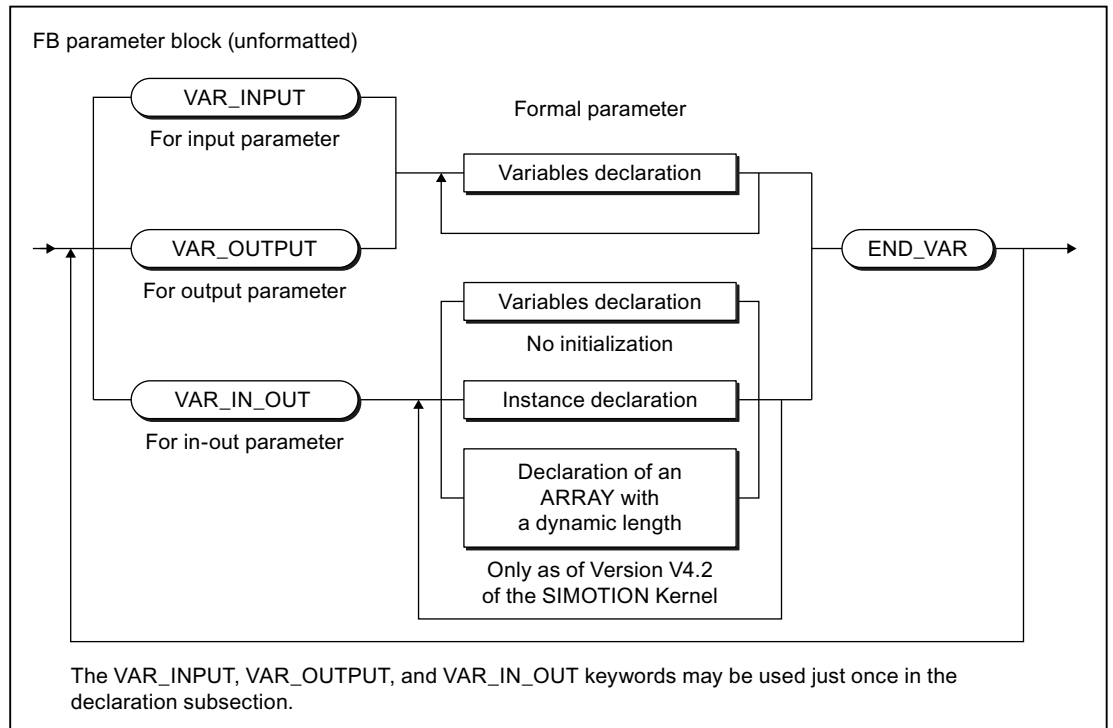 FB parameter block (unformatted)
VAR_INPUT
For input parameter
Formal parameter
Variables declaration
VAR_OUTPUT
For output parameter
END_VAR
Variables declaration
No initialization
VAR_IN_OUT
For in-out parameter
Instance declaration
Declaration of an
ARRAY with
a dynamic length
Only as of Version V4.2
of the SIMOTION Kernel
The VAR_INPUT, VAR_OUTPUT, and VAR_IN_OUT keywords may be used just once in the
declaration subsection.